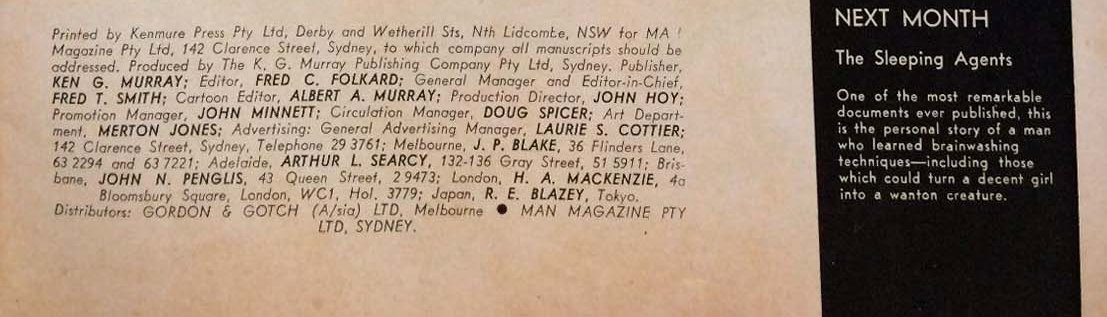 Printed by Kenmure Press Pty Ltd, Derby and Wetherill Sts, Nth Lidcombe, NSW for MA
Magazine Pty Ltd, 142 Clarence Street, Sydney, to which company all manuscripts should be
addressed. Produced by The K. G. Murray Publishing Company Pty Ltd, Sydney. Publisher,
KEN G. MURRAY; Editor, FRED C. FOLKARD; General Manager and Editor-in-Chief,
FRED T. SMITH; Cartoon Editor, ALBERT A. MURRAY; Production Director, JOHN HOY;
Promotion Manager, JOHN MINNETT; Circulation Manager, DOUG SPICER; Art Depart-
ment, MERTON JONES; Advertising: General Advertising Manager, LAURIE S. COTTIER;
142 Clarence Street, Sydney, Telephone 29 3761; Melbourne, J. P. BLAKE, 36 Flinders Lane,
63 2294 and 63 7221; Adelaide, ARTHUR L. SEARCY, 132-136 Gray Street, 51 5911; Bris-
bane, JOHN N. PENGLIS, 43 Queen Street, 2 9473; London, H. A. MACKENZIE, 4a
Bloomsbury Square, London, WC1, Hol. 3779; Japan, R. E. BLAZEY, Tokyo.
Distributors: GORDON & GOTCH (A/sia) LTD, Melbourne ● MAN MAGAZINE PTY
LTD, SYDNEY.
NEXT MONTH
The Sleeping Agents
One of the most remarkable
documents ever published, this
is the personal story of a man
who learned brainwashing
techniques—including those
which could turn a decent girl
into a wanton creature.